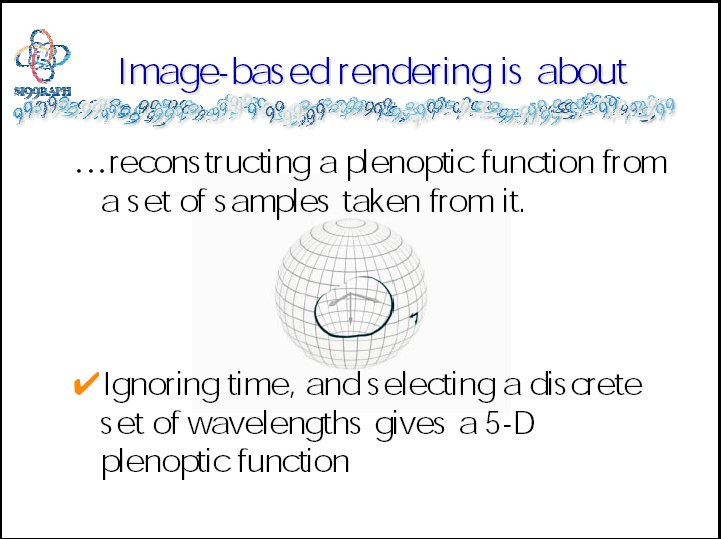 SI99RAPH
Image-based rendering is about
…reconstructing a plenoptic function from
a set of samples taken from it.
✔Ignoring time, and selecting a discrete
set of wavelengths gives a 5-D
plenoptic function